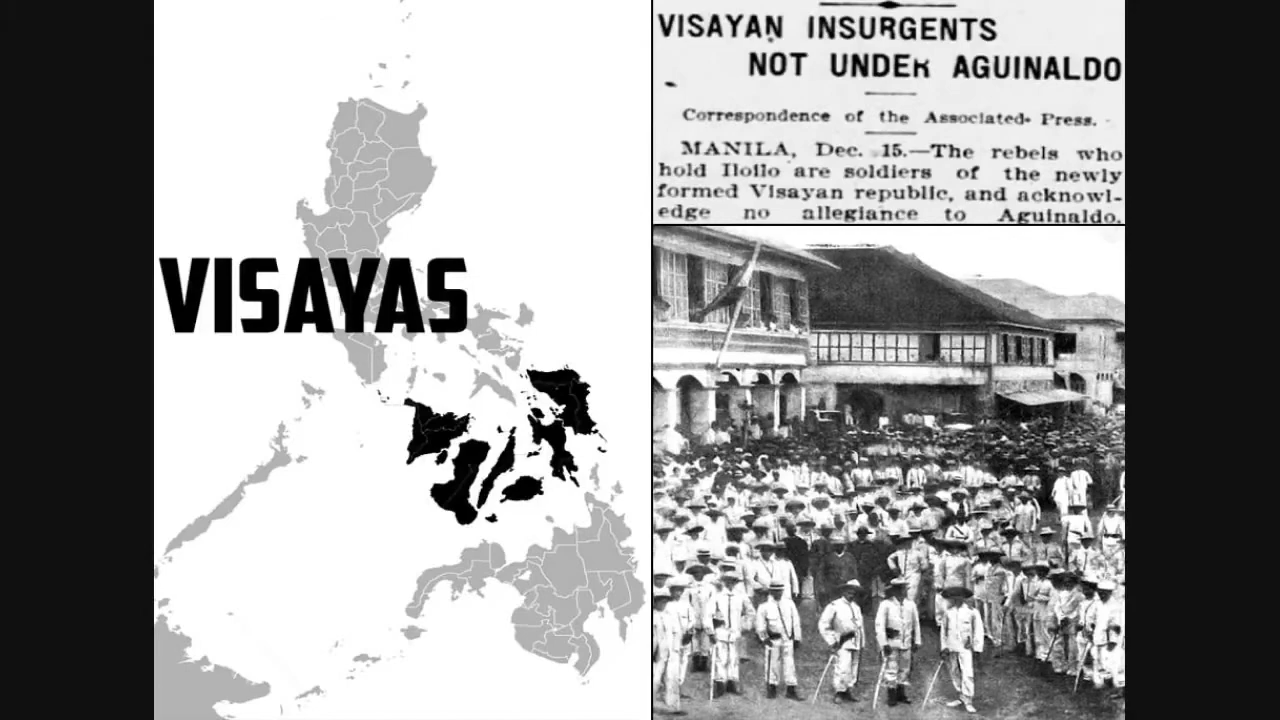 VISAYAS
VISAYAN INSURGENTS
NOT UNDER AGUINALDO
Correspondence of the Associated Press.
MANILA, Dec. 15.—The rebels who
hold Iloilo are soldiers of the newly
formed Visayan republic, and acknowl-
edge no allegiance to Aguinaldo.